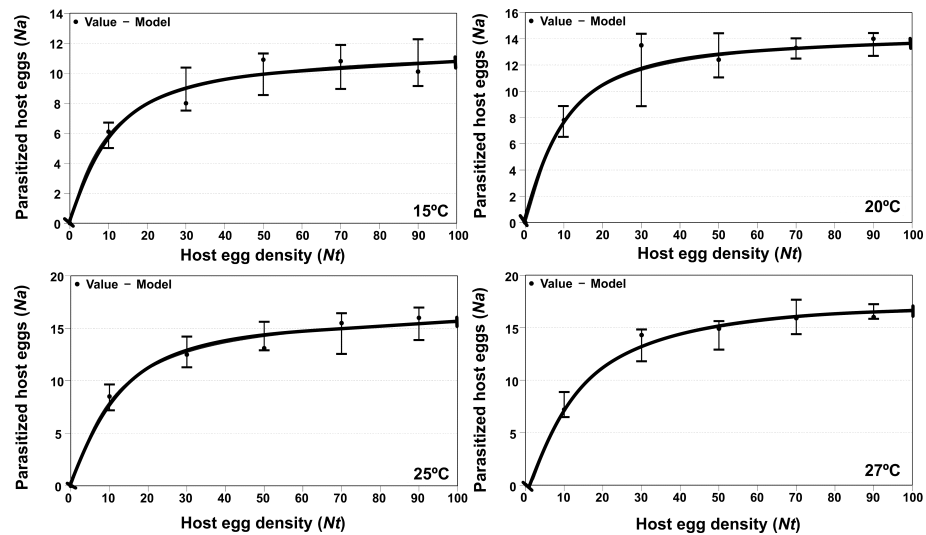 14
12
10
8
6
4
2
0
Parasitized host eggs (Na)
• Value – Model
15ºC
0 10 20 30 40 50 60 70 80 90 100
Host egg density (Nt)
16
14
12
10
8
6
4
2
0
Parasitized host eggs (Na)
• Value – Model
20ºC
0 10 20 30 40 50 60 70 80 90 100
Host egg density (Nt)
20
15
10
5
0
Parasitized host eggs (Na)
• Value – Model
25ºC
0 10 20 30 40 50 60 70 80 90 100
Host egg density (Nt)
20
15
10
5
0
Parasitized host eggs (Na)
• Value – Model
27ºC
10 20 30 40 50 60 70 80 90 100
Host egg density (Nt)